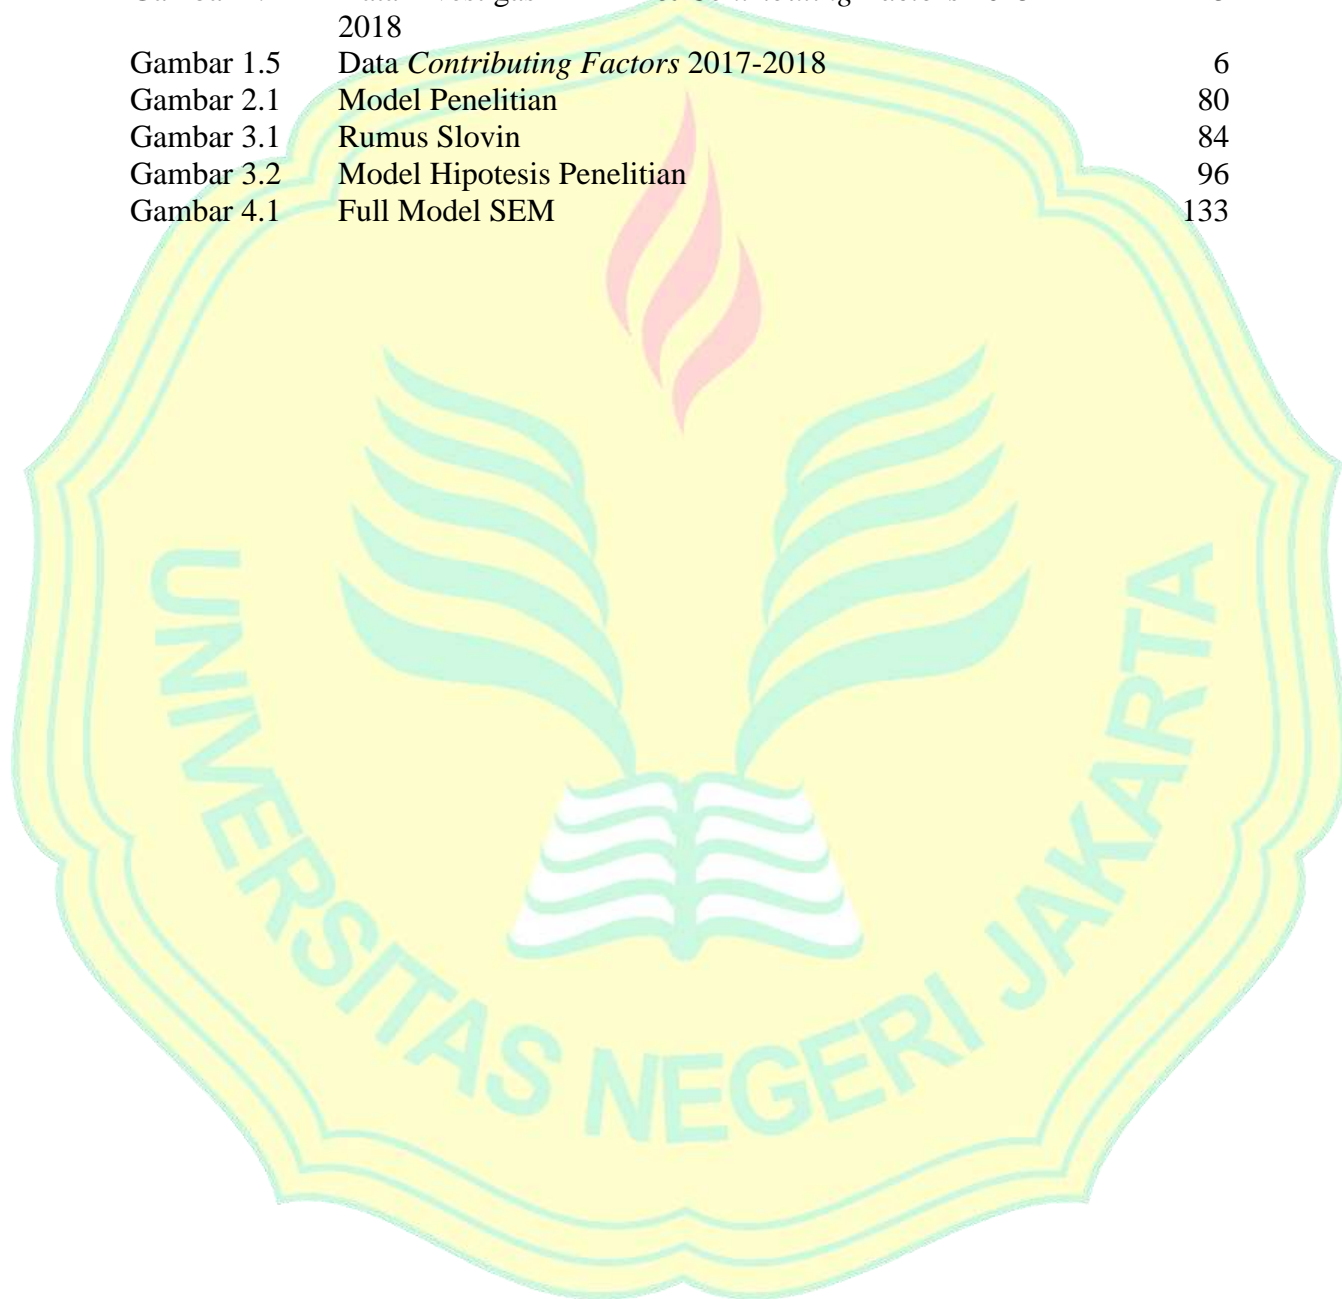 2018
Gambar 1.5 Data Contributing Factors 2017-2018 6
Gambar 2.1 Model Penelitian 80
Gambar 3.1 Rumus Slovin 84
Gambar 3.2 Model Hipotesis Penelitian 96
Gambar 4.1 Full Model SEM 133
UNIVERSITAS NEGERI JAKARTA